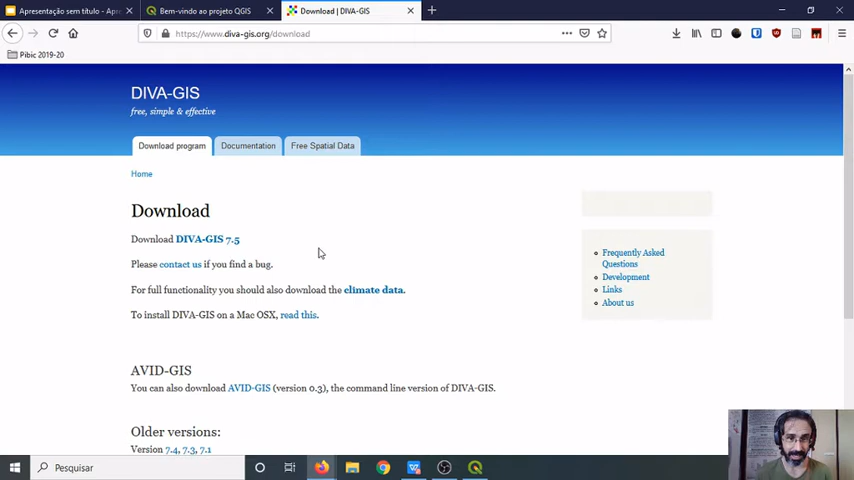 Apresentação sem título - Apres
Bem-vindo ao projeto QGIS
Download | DIVA-GIS
https://www.diva-gis.org/download
Pibic 2019-20
DIVA-GIS
free, simple & effective
Download program
Documentation
Free Spatial Data
Home
Download
Download DIVA-GIS 7.5
Please contact us if you find a bug.
For full functionality you should also download the climate data.
To install DIVA-GIS on a Mac OSX, read this.
Frequently Asked
Questions
Development
Links
About us
AVID-GIS
You can also download AVID-GIS (version 0.3), the command line version of DIVA-GIS.
Older versions:
Version 7.4, 7.3, 7.1
Pesquisar